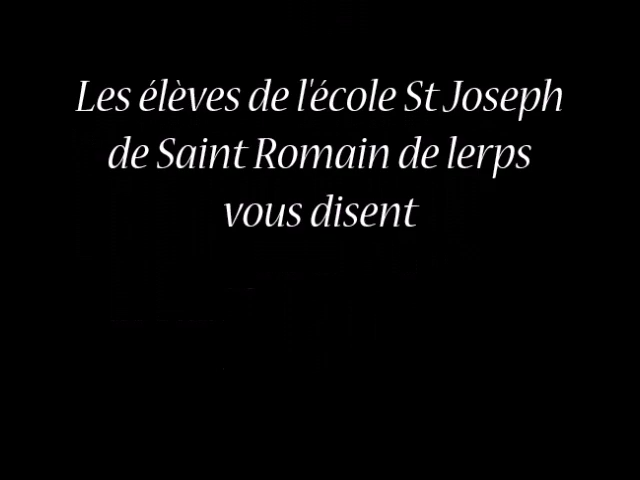 Les élèves de l'école St Joseph
de Saint Romain de lerps
vous disent